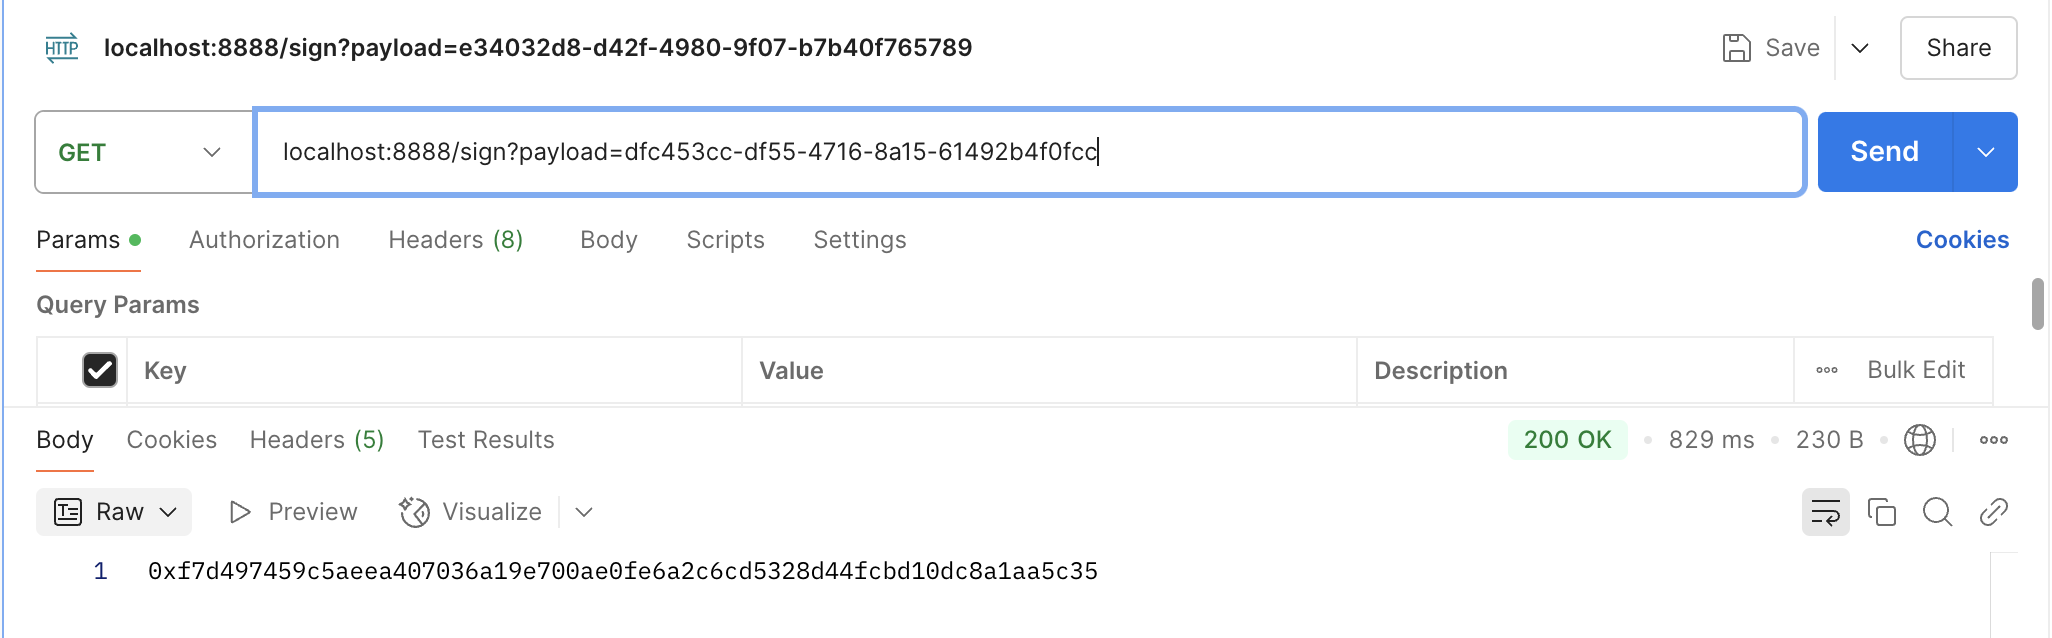 HTTP localhost:8888/sign?payload=e34032d8-d42f-4980-9f07-b7b40f765789 Save Share
GET localhost:8888/sign?payload=dfc453cc-df55-4716-8a15-61492b4f0fcc Send
Params Authorization Headers (8) Body Scripts Settings Cookies
Query Params
Key Value Description Bulk Edit
Body Cookies Headers (5) Test Results 200 OK 829 ms 230 B
Raw Preview Visualize
1 0xf7d497459c5aeea407036a19e700ae0fe6a2c6cd5328d44fcbd10dc8a1aa5c35